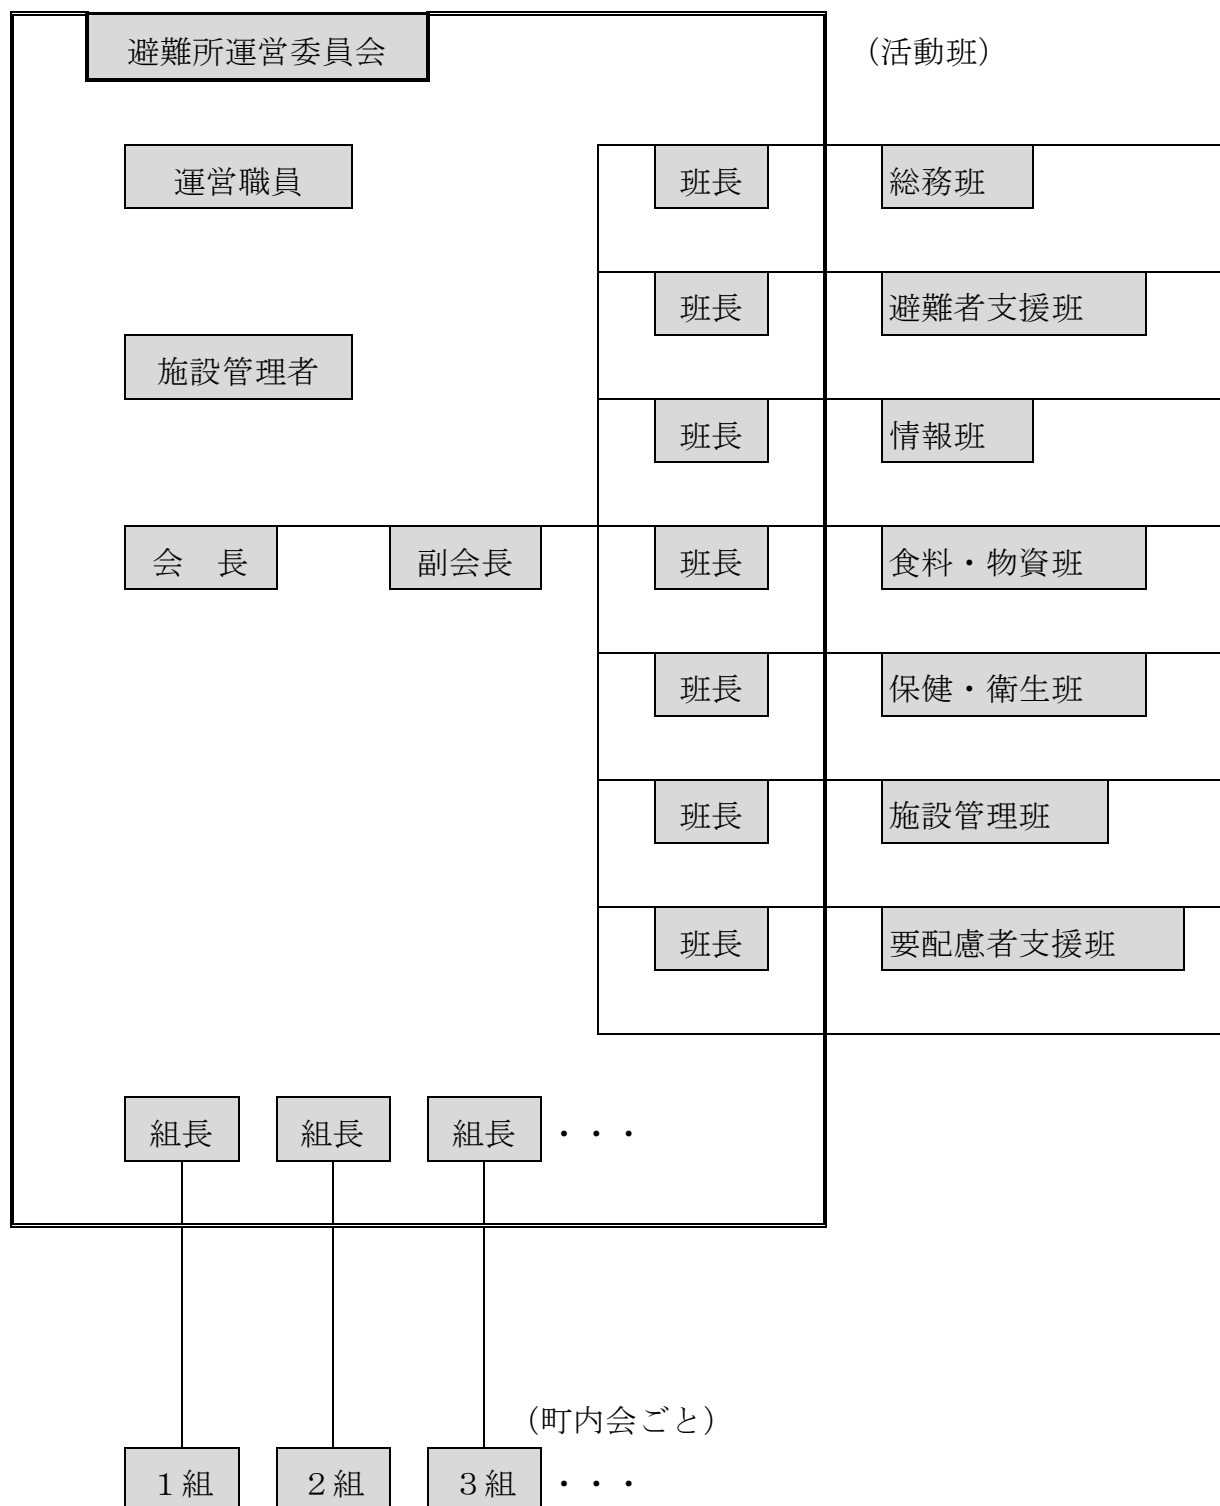 避難所運営委員会
（活動班）
運営職員
班長
総務班
班長
避難者支援班
施設管理者
班長
情報班
会　長
副会長
班長
食料・物資班
班長
保健・衛生班
班長
施設管理班
班長
要配慮者支援班
組長
組長
組長
・・・
（町内会ごと）
１組
２組
３組
・・・